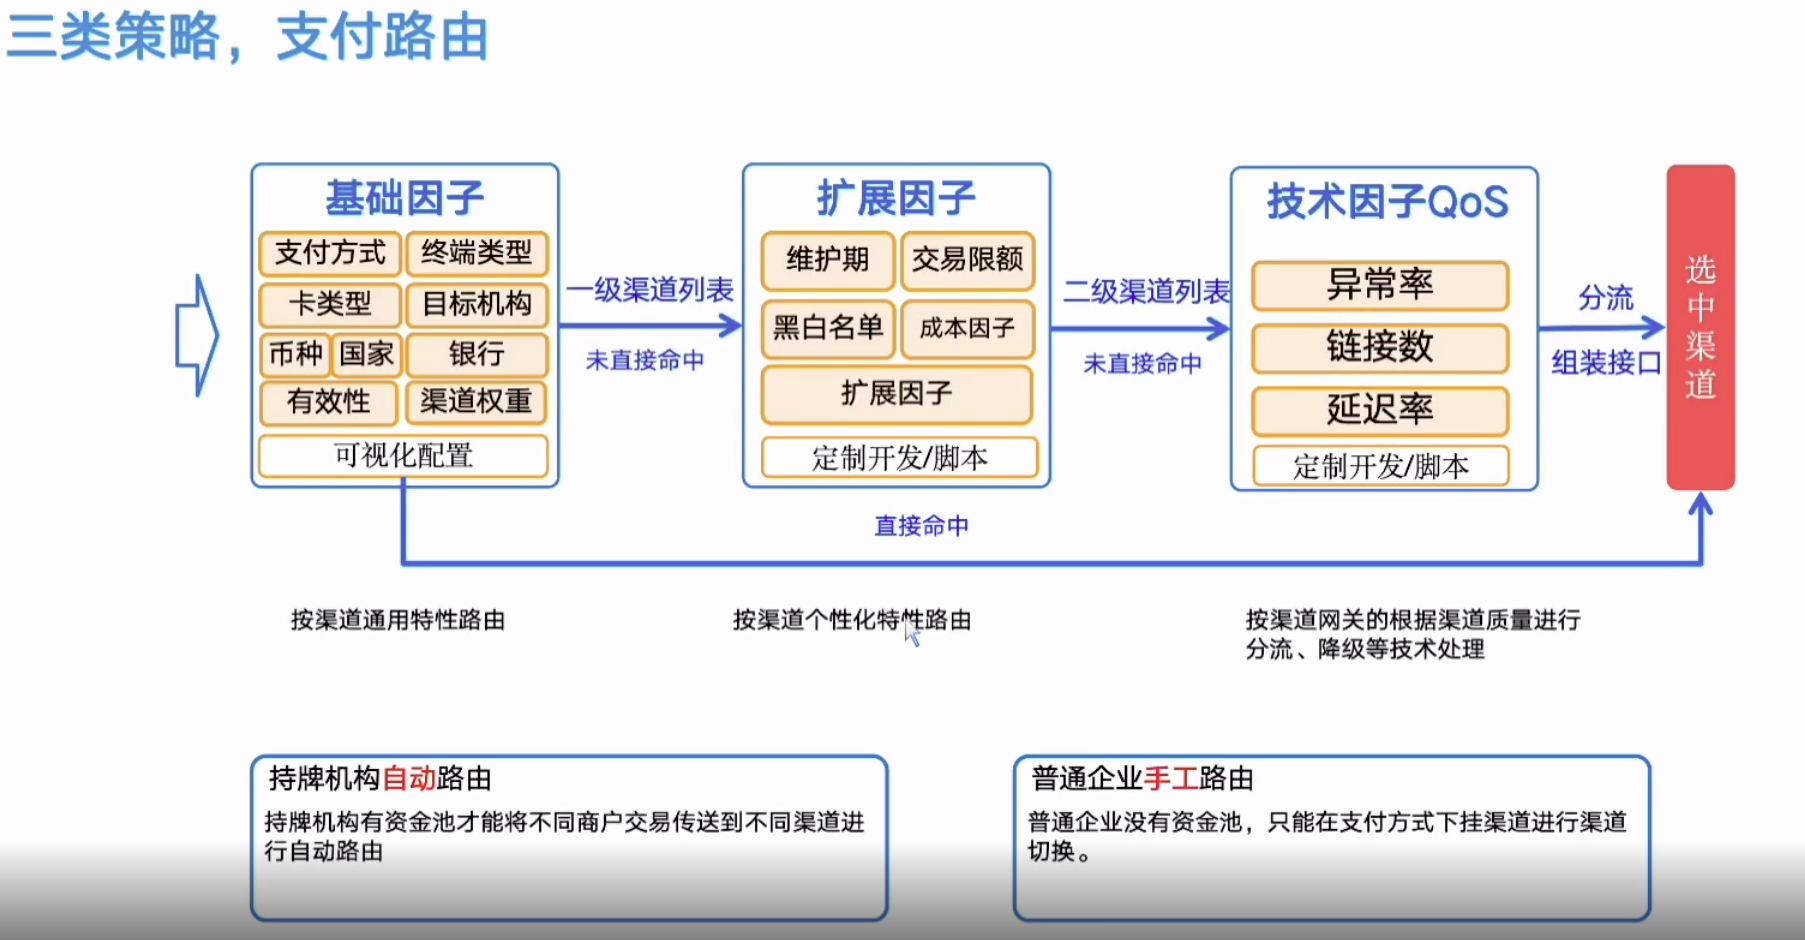 三类策略，支付路由
基础因子
支付方式
终端类型
卡类型
目标机构
币种
国家
银行
有效性
渠道权重
可视化配置
一级渠道列表
未直接命中
扩展因子
维护期
交易限额
黑白名单
成本因子
扩展因子
定制开发/脚本
二级渠道列表
未直接命中
技术因子QoS
异常率
链接数
延迟率
定制开发/脚本
分流
组装接口
选中渠道
直接命中
按渠道通用特性路由
按渠道个性化特性路由
按渠道网关的根据渠道质量进行
分流、降级等技术处理
持牌机构自动路由
持牌机构有资金池才能将不同商户交易传送到不同渠道进
行自动路由
普通企业手工路由
普通企业没有资金池，只能在支付方式下挂渠道进行渠道
切换。